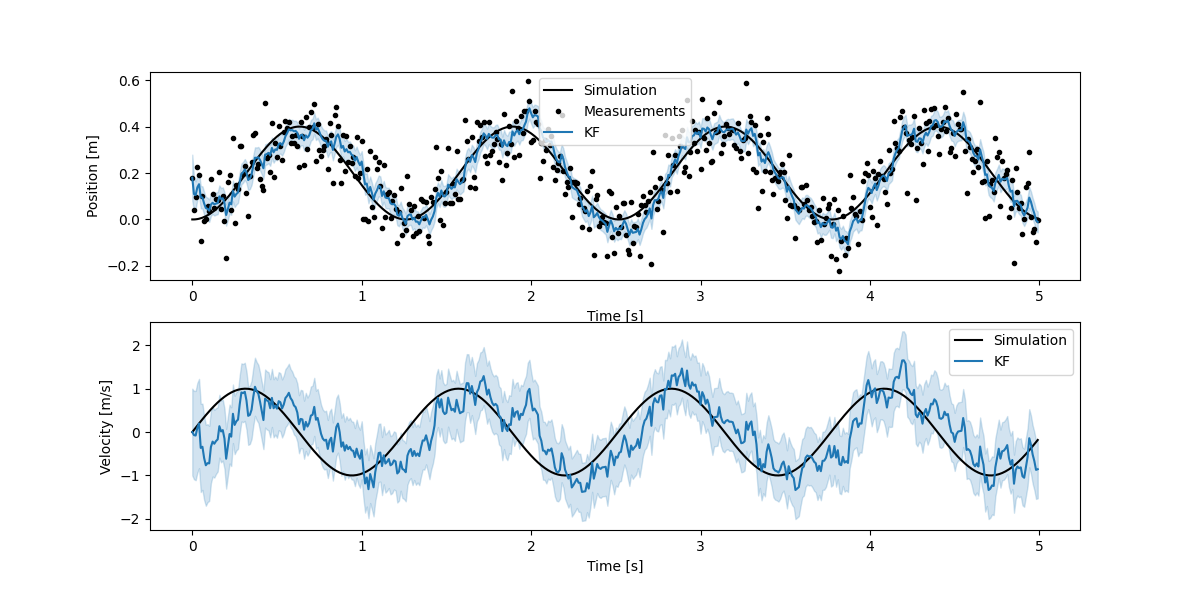 0.6
0.4
0.2
0.0
−0.2
Position [m]
Simulation
Measurements
KF
0 1 2 3 4 5
Time [s]
2
1
0
−1
−2
Velocity [m/s]
Simulation
KF
0 1 2 3 4 5
Time [s]